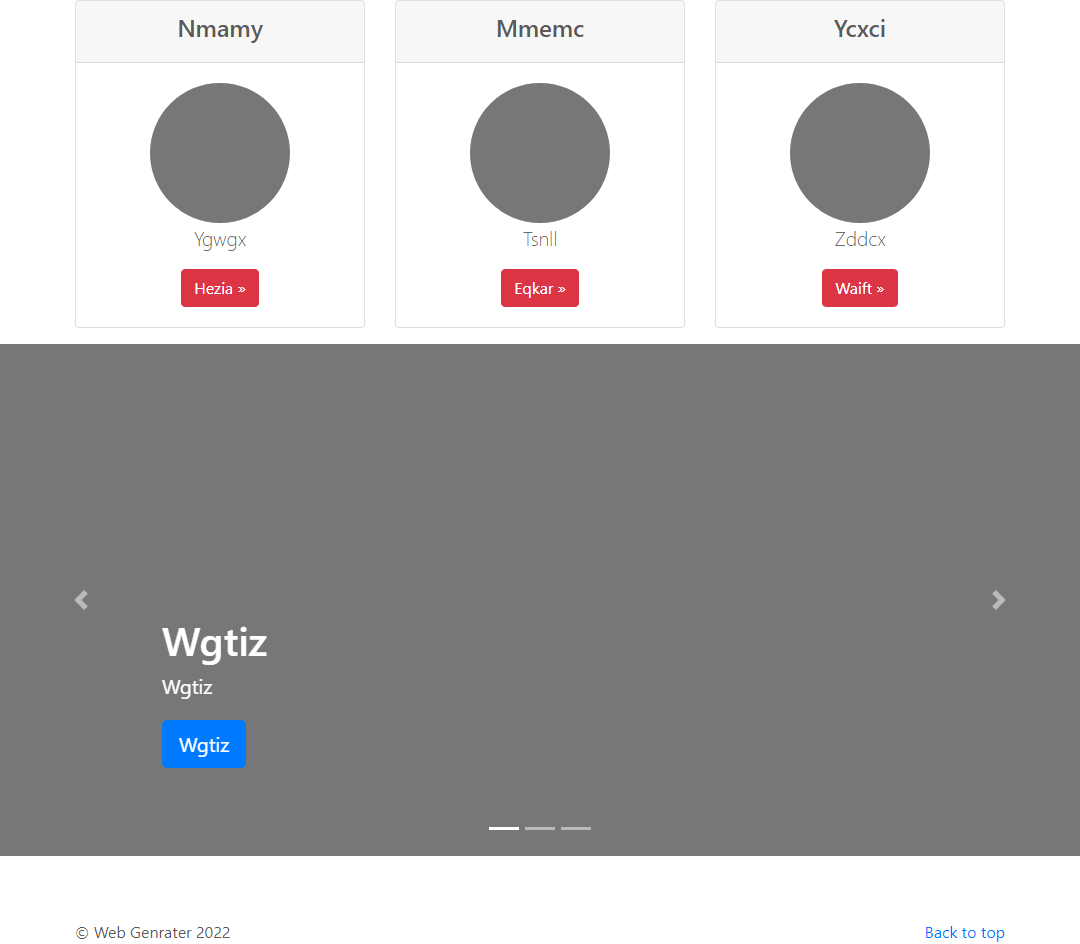 Nmamy
Mmemc
Ycxci
Ygwgx
Tsnll
Zddcx
Hezia »
Eqkar »
Waift »
Wgtiz
Wgtiz
Wgtiz
© Web Genrater 2022
Back to top